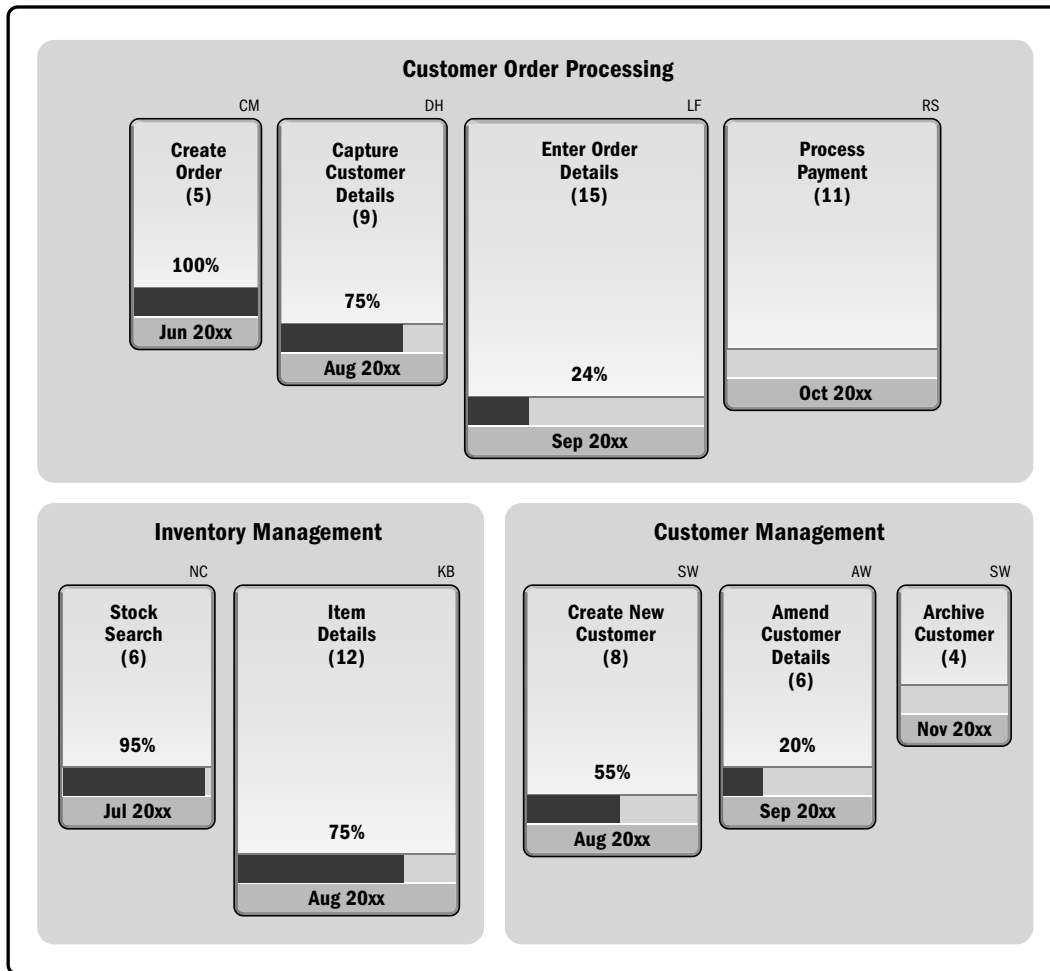 Customer Order Processing
CM
DH
LF
RS
Create
Order
(5)
100%
Jun 20xx
Capture
Customer
Details
(9)
75%
Aug 20xx
Enter Order
Details
(15)
24%
Sep 20xx
Process
Payment
(11)
Oct 20xx
Inventory Management
NC
KB
Stock
Search
(6)
95%
Jul 20xx
Item
Details
(12)
75%
Aug 20xx
Customer Management
SW
AW
SW
Create New
Customer
(8)
55%
Aug 20xx
Amend
Customer
Details
(6)
20%
Sep 20xx
Archive
Customer
(4)
Nov 20xx